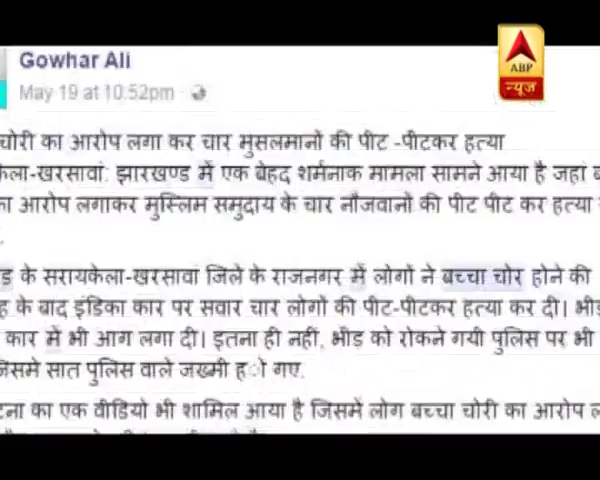 Gowhar Ali
May 19 at 10:52pm
ABP
न्यूज़
चोरी का आरोप लगा कर चार मुसलमानों की पीट -पीटकर हत्या
केला-खरसावां: झारखण्ड में एक बेहद शर्मनाक मामला सामने आया है जहां
का आरोप लगाकर मुस्लिम समुदाय के चार नौजवानों की पीट पीट कर हत्या
ड के सरायकेला-खरसावां जिले के राजनगर में लोगों ने बच्चा चोर होने की
ह के बाद इंडिका कार पर सवार चार लोगों की पीट-पीटकर हत्या कर दी। भीड़
कार में भी आग लगा दी। इतना ही नहीं, भीड को रोकने गयी पुलिस पर भी
जिसमे सात पुलिस वाले जख्मी हो गए.
टना का एक वीडियो भी शामिल आया है जिसमें लोग बच्चा चोरी का आरोप ल